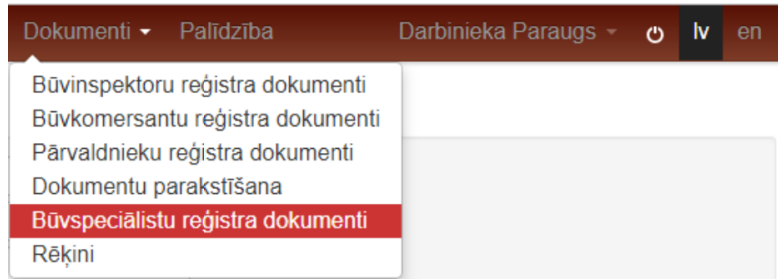 Dokumenti Palīdzība Darbinieka Paraugs lv en
Būvinspektoru reģistra dokumenti
Būvkomersantu reģistra dokumenti
Pārvaldnieku reģistra dokumenti
Dokumentu parakstīšana
Būvspeciālistu reģistra dokumenti
Rēķini